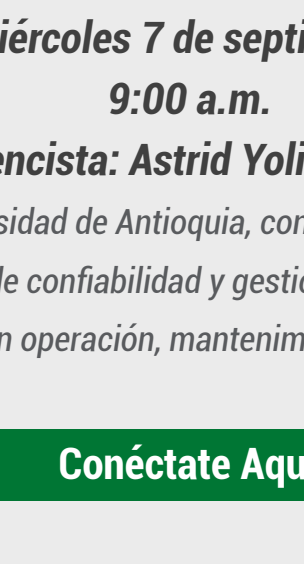 iércoles 7 de septi
9:00 a.m.
encista: Astrid Yoli
sidad de Antioquia, con
de confiabilidad y gestió
n operación, mantenim
Conéctate Aqu